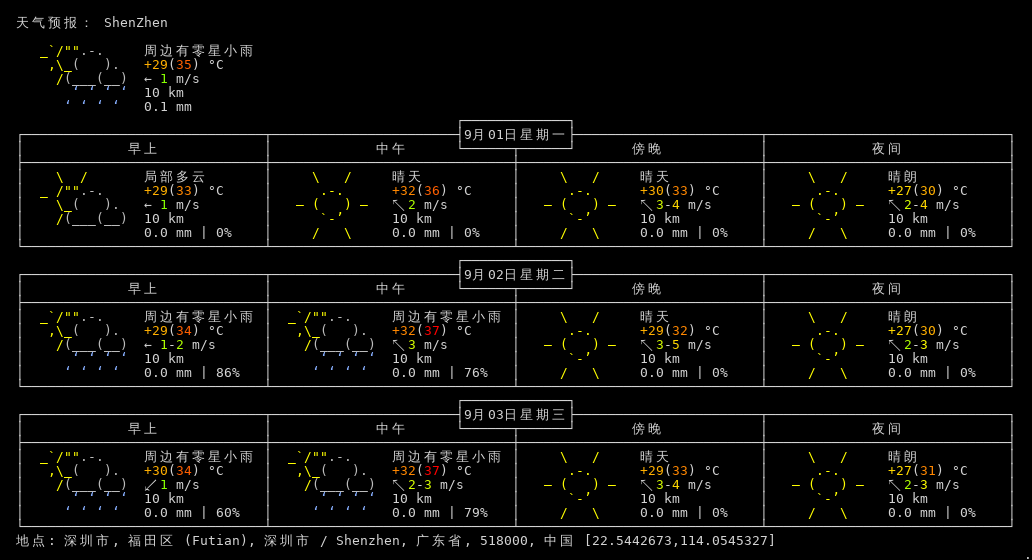 天气预报： ShenZhen
周边有零星小雨
+29(35) °C
← 1 m/s
10 km
0.1 mm
9月01日星期一
早上 中午 傍晚 夜间
局部多云 晴天 晴天 晴朗
+29(33) °C +32(36) °C +30(33) °C +27(30) °C
← 1 m/s ↖ 2 m/s ↖ 3-4 m/s ↖ 2-4 m/s
10 km 10 km 10 km 10 km
0.0 mm | 0% 0.0 mm | 0% 0.0 mm | 0% 0.0 mm | 0%
9月02日星期二
早上 中午 傍晚 夜间
周边有零星小雨 周边有零星小雨 晴天 晴朗
+29(34) °C +32(37) °C +29(32) °C +27(30) °C
← 1-2 m/s ↖ 3 m/s ↖ 3-5 m/s ↖ 2-3 m/s
10 km 10 km 10 km 10 km
0.0 mm | 86% 0.0 mm | 76% 0.0 mm | 0% 0.0 mm | 0%
9月03日星期三
早上 中午 傍晚 夜间
周边有零星小雨 周边有零星小雨 晴天 晴朗
+30(34) °C +32(37) °C +29(33) °C +27(31) °C
↙ 1 m/s ↖ 2-3 m/s ↖ 3-4 m/s ↖ 2-3 m/s
10 km 10 km 10 km 10 km
0.0 mm | 60% 0.0 mm | 79% 0.0 mm | 0% 0.0 mm | 0%
地点: 深圳市, 福田区 (Futian), 深圳市 / Shenzhen, 广东省, 518000, 中国 [22.5442673,114.0545327]